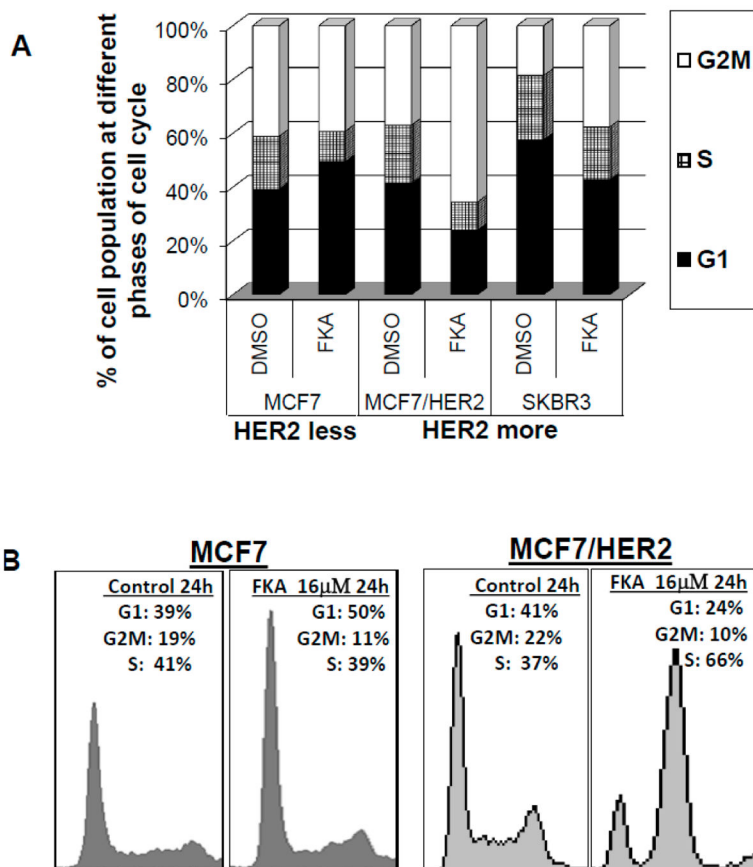 A
% of cell population at different
phases of cell cycle
100%
80%
60%
40%
20%
0%
DMSO
FKA
DMSO
FKA
DMSO
FKA
MCF7
MCF7/HER2
SKBR3
HER2 less
HER2 more
G2M
S
G1
B
MCF7
Control 24h
G1: 39%
G2M: 19%
S: 41%
FKA 16µM 24h
G1: 50%
G2M: 11%
S: 39%
MCF7/HER2
Control 24h
G1: 41%
G2M: 22%
S: 37%
FKA 16µM 24h
G1: 24%
G2M: 10%
S: 66%